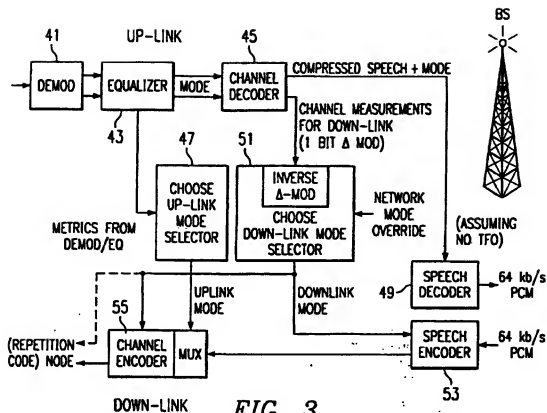 BS
41
UP-LINK
45
DEMOD
EQUALIZER
MODE
CHANNEL
DECODER
COMPRESSED SPEECH + MODE
43
47
51
CHANNEL MEASUREMENTS
FOR DOWN-LINK
(1 BIT Δ MOD)
CHOOSE
UP-LINK
MODE
SELECTOR
INVERSE
Δ-MOD
CHOOSE
DOWN-LINK MODE
SELECTOR
NETWORK
MODE
OVERRIDE
METRICS FROM
DEMOD/EQ
(ASSUMING
NO TFO)
UPLINK
MODE
DOWNLINK
MODE
49
SPEECH
DECODER
64 kb/s
PCM
55
(REPETITION
CODE) NODE
CHANNEL
ENCODER
MUX
SPEECH
ENCODER
64 kb/s
PCM
53
DOWN-LINK
FIG. 3